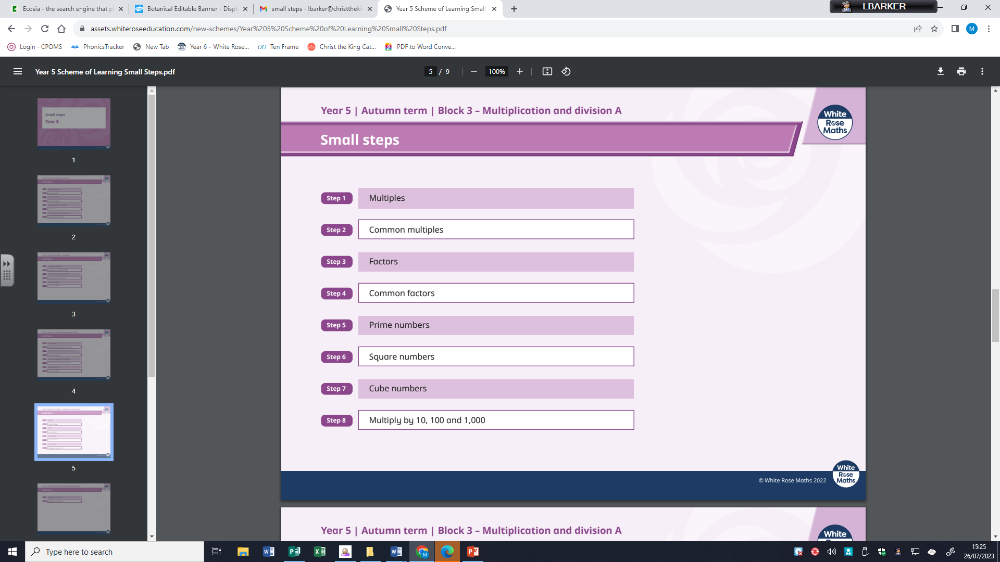 Ecosia - the search engine that p
Botanical Editable Banner - Displ
small steps - lbarker@christtheki
Year 5 Scheme of Learning Small
LBARKER
assets.whiteroseeducation.com/new-schemes/Year%205%20Scheme%20of%20Learning%20Small%20Steps.pdf
M
Login - CPOMS
PhonicsTracker
New Tab
Year 6 – White Rose...
Ten Frame
Christ the King Cat...
PDF to Word Conve...
Year 5 Scheme of Learning Small Steps.pdf
5 / 9
100%
Small steps
Year 5
1
2
3
4
5
Year 5 | Autumn term | Block 3 – Multiplication and division A
White
Rose
Maths
Small steps
Step 1 Multiples
Step 2 Common multiples
Step 3 Factors
Step 4 Common factors
Step 5 Prime numbers
Step 6 Square numbers
Step 7 Cube numbers
Step 8 Multiply by 10, 100 and 1,000
© White Rose Maths 2022
White
Rose
Maths
Year 5 | Autumn term | Block 3 – Multiplication and division A
White
Type here to search
15:25
26/07/2023